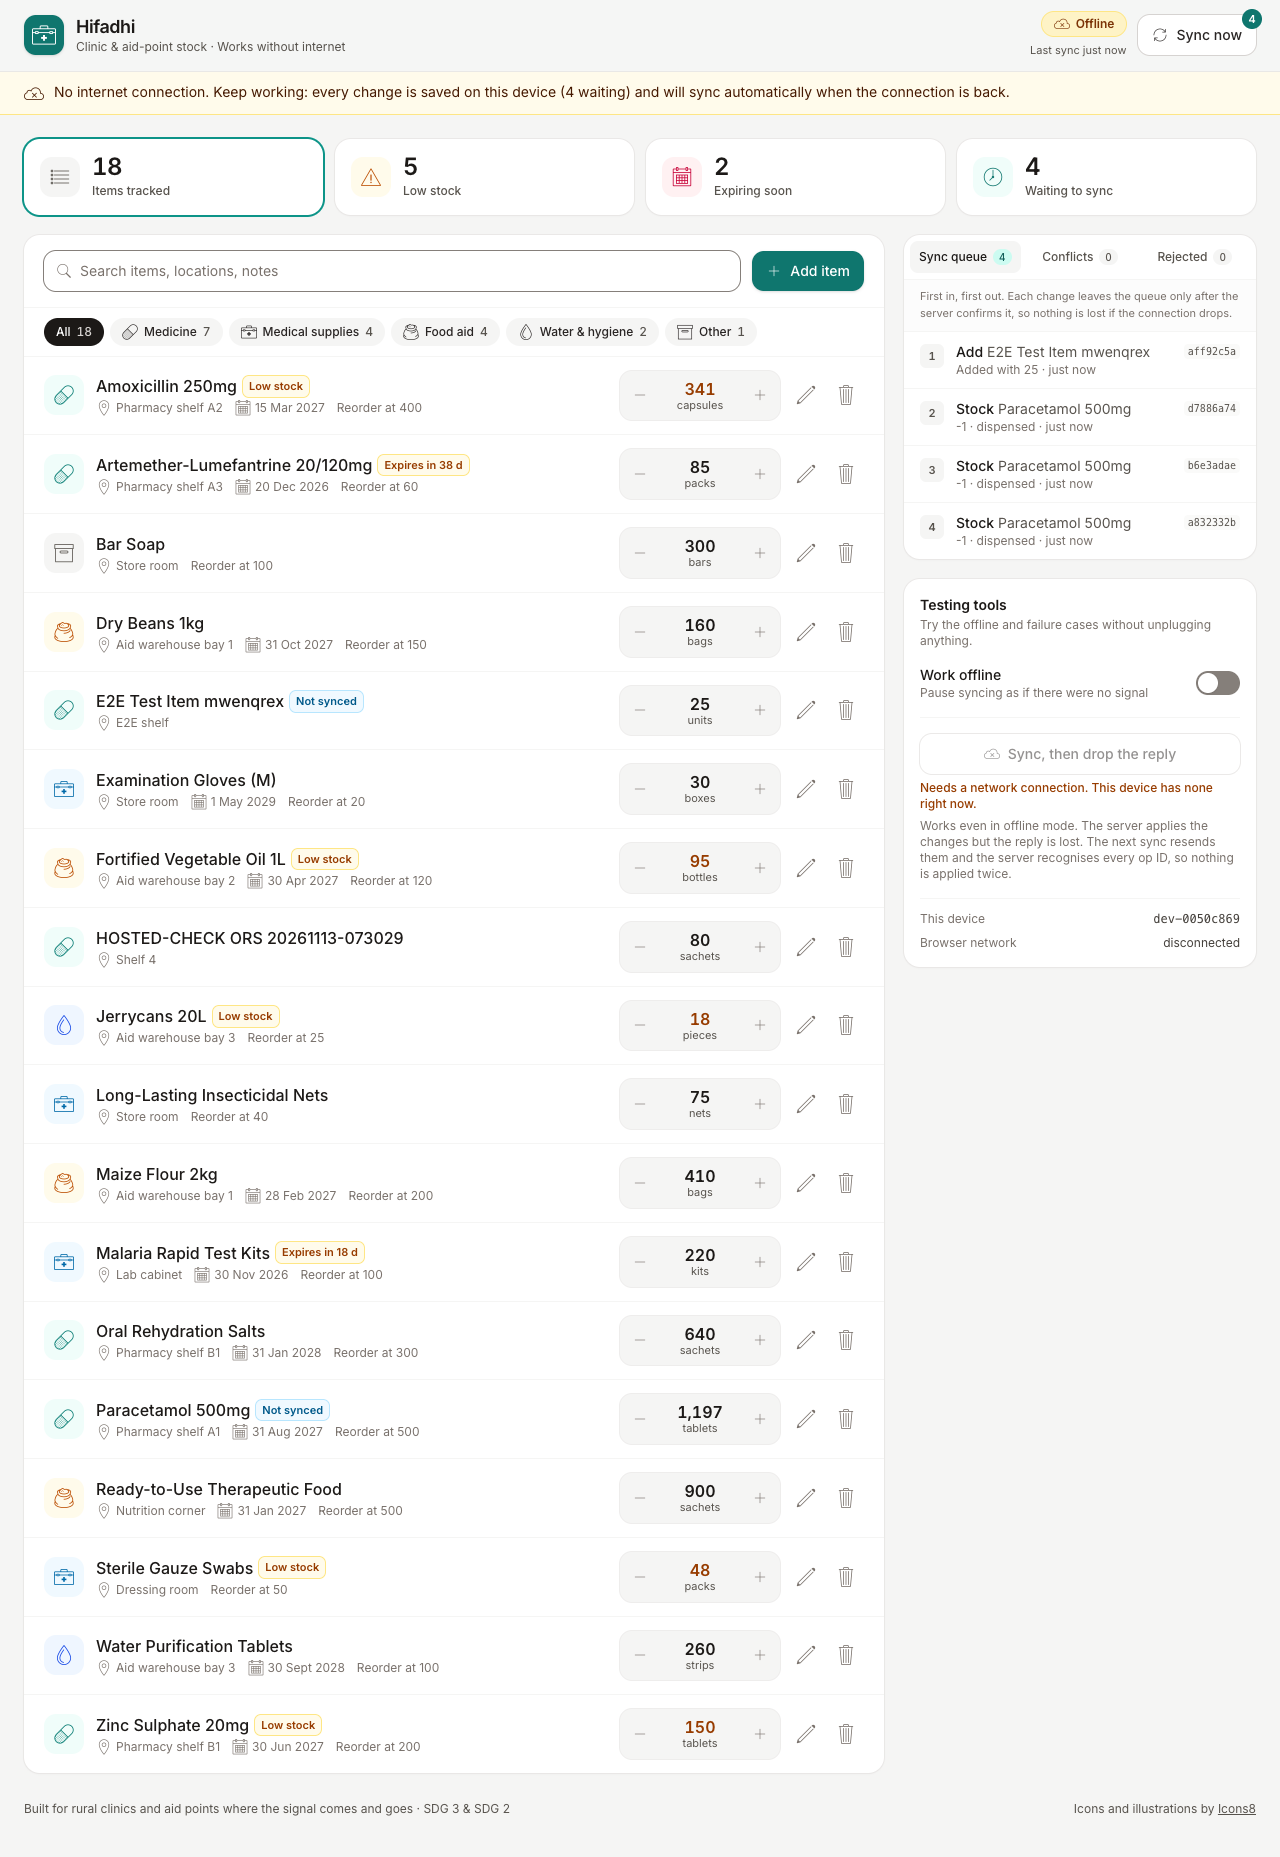 Hifadhi
Clinic & aid-point stock · Works without internet
Offline
Last sync just now
Sync now
4
No internet connection. Keep working: every change is saved on this device (4 waiting) and will sync automatically when the connection is back.
18
Items tracked
5
Low stock
2
Expiring soon
4
Waiting to sync
Search items, locations, notes
Add item
All 18
Medicine 7
Medical supplies 4
Food aid 4
Water & hygiene 2
Other 1
Amoxicillin 250mg Low stock
Pharmacy shelf A2 15 Mar 2027 Reorder at 400
341
capsules
Artemether-Lumefantrine 20/120mg Expires in 38 d
Pharmacy shelf A3 20 Dec 2026 Reorder at 60
85
packs
Bar Soap
Store room Reorder at 100
300
bars
Dry Beans 1kg
Aid warehouse bay 1 31 Oct 2027 Reorder at 150
160
bags
E2E Test Item mwenqrex Not synced
E2E shelf
25
units
Examination Gloves (M)
Store room 1 May 2029 Reorder at 20
30
boxes
Fortified Vegetable Oil 1L Low stock
Aid warehouse bay 2 30 Apr 2027 Reorder at 120
95
bottles
HOSTED-CHECK ORS 20261113-073029
Shelf 4
80
sachets
Jerrycans 20L Low stock
Aid warehouse bay 3 Reorder at 25
18
pieces
Long-Lasting Insecticidal Nets
Store room Reorder at 40
75
nets
Maize Flour 2kg
Aid warehouse bay 1 28 Feb 2027 Reorder at 200
410
bags
Malaria Rapid Test Kits Expires in 18 d
Lab cabinet 30 Nov 2026 Reorder at 100
220
kits
Oral Rehydration Salts
Pharmacy shelf B1 31 Jan 2028 Reorder at 300
640
sachets
Paracetamol 500mg Not synced
Pharmacy shelf A1 31 Aug 2027 Reorder at 500
1,197
tablets
Ready-to-Use Therapeutic Food
Nutrition corner 31 Jan 2027 Reorder at 500
900
sachets
Sterile Gauze Swabs Low stock
Dressing room Reorder at 50
48
packs
Water Purification Tablets
Aid warehouse bay 3 30 Sept 2028 Reorder at 100
260
strips
Zinc Sulphate 20mg Low stock
Pharmacy shelf B1 30 Jun 2027 Reorder at 200
150
tablets
Sync queue 4
Conflicts 0
Rejected 0
First in, first out. Each change leaves the queue only after the
server confirms it, so nothing is lost if the connection drops.
1 Add E2E Test Item mwenqrex aff92c5a
Added with 25 · just now
2 Stock Paracetamol 500mg d7886a74
-1 · dispensed · just now
3 Stock Paracetamol 500mg b6e3adae
-1 · dispensed · just now
4 Stock Paracetamol 500mg a832332b
-1 · dispensed · just now
Testing tools
Try the offline and failure cases without unplugging
anything.
Work offline
Pause syncing as if there were no signal
Sync, then drop the reply
Needs a network connection. This device has none
right now.
Works even in offline mode. The server applies the
changes but the reply is lost. The next sync resends
them and the server recognises every op ID, so nothing
is applied twice.
This device dev-0050c869
Browser network disconnected
Built for rural clinics and aid points where the signal comes and goes · SDG 3 & SDG 2
Icons and illustrations by Icons8